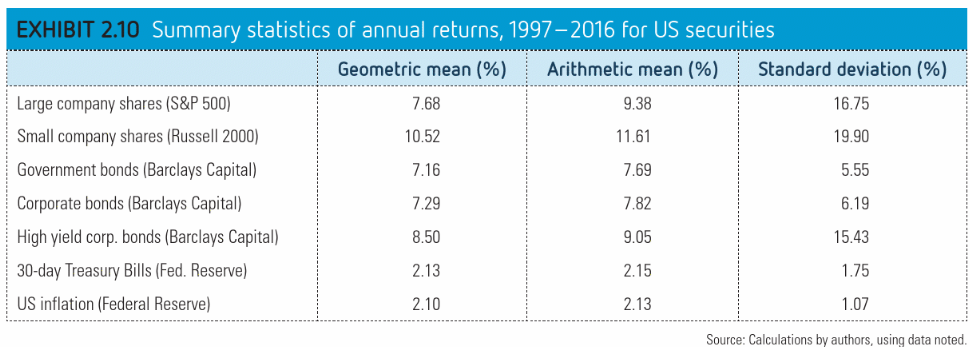 EXHIBIT 2.10 Summary statistics of annual returns, 1997–2016 for US securities
Geometric mean (%) Arithmetic mean (%) Standard deviation (%)
Large company shares (S&P 500) 7.68 9.38 16.75
Small company shares (Russell 2000) 10.52 11.61 19.90
Government bonds (Barclays Capital) 7.16 7.69 5.55
Corporate bonds (Barclays Capital) 7.29 7.82 6.19
High yield corp. bonds (Barclays Capital) 8.50 9.05 15.43
30-day Treasury Bills (Fed. Reserve) 2.13 2.15 1.75
US inflation (Federal Reserve) 2.10 2.13 1.07
Source: Calculations by authors, using data noted.